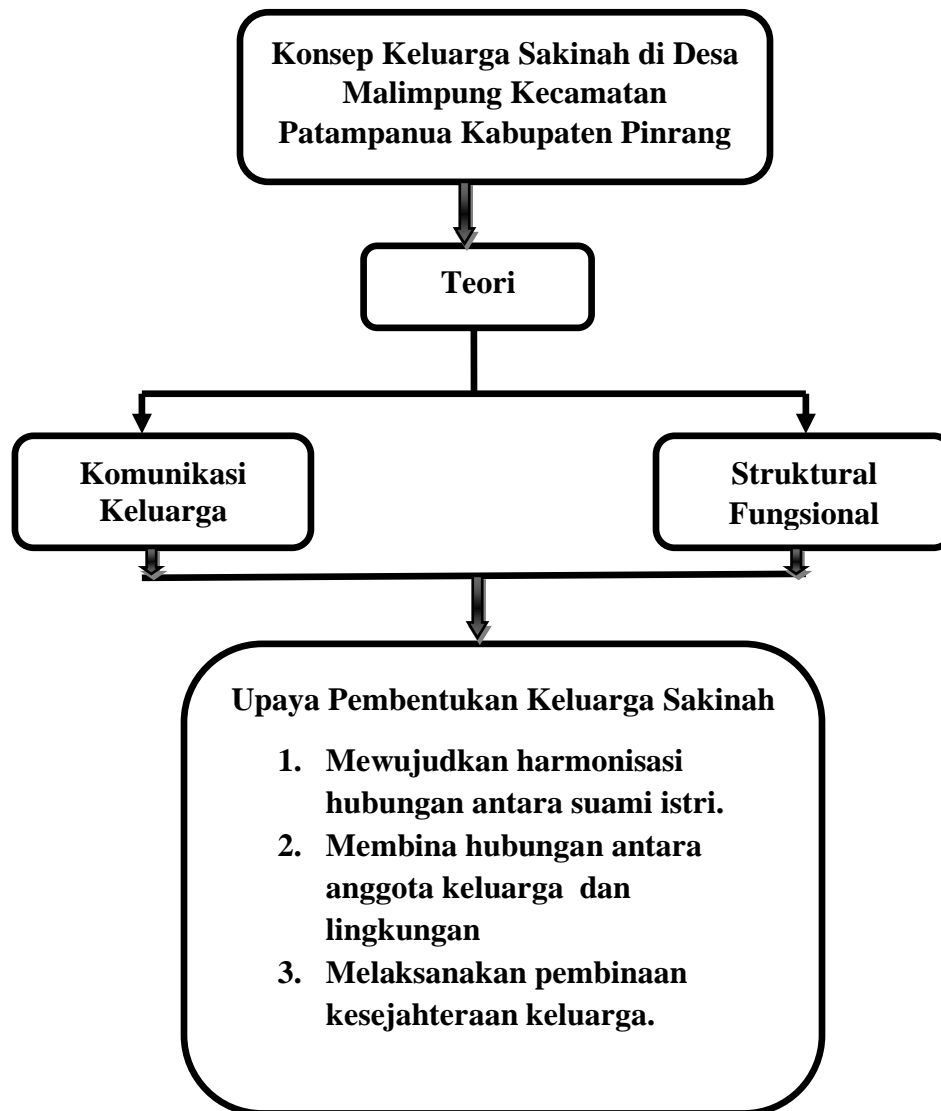 Konsep Keluarga Sakinah di Desa
Malimpung Kecamatan
Patampanua Kabupaten Pinrang
Teori
Komunikasi
Keluarga
Struktural
Fungsional
Upaya Pembentukan Keluarga Sakinah
1. Mewujudkan harmonisasi
hubungan antara suami istri.
2. Membina hubungan antara
anggota keluarga  dan
lingkungan
3. Melaksanakan pembinaan
kesejahteraan keluarga.